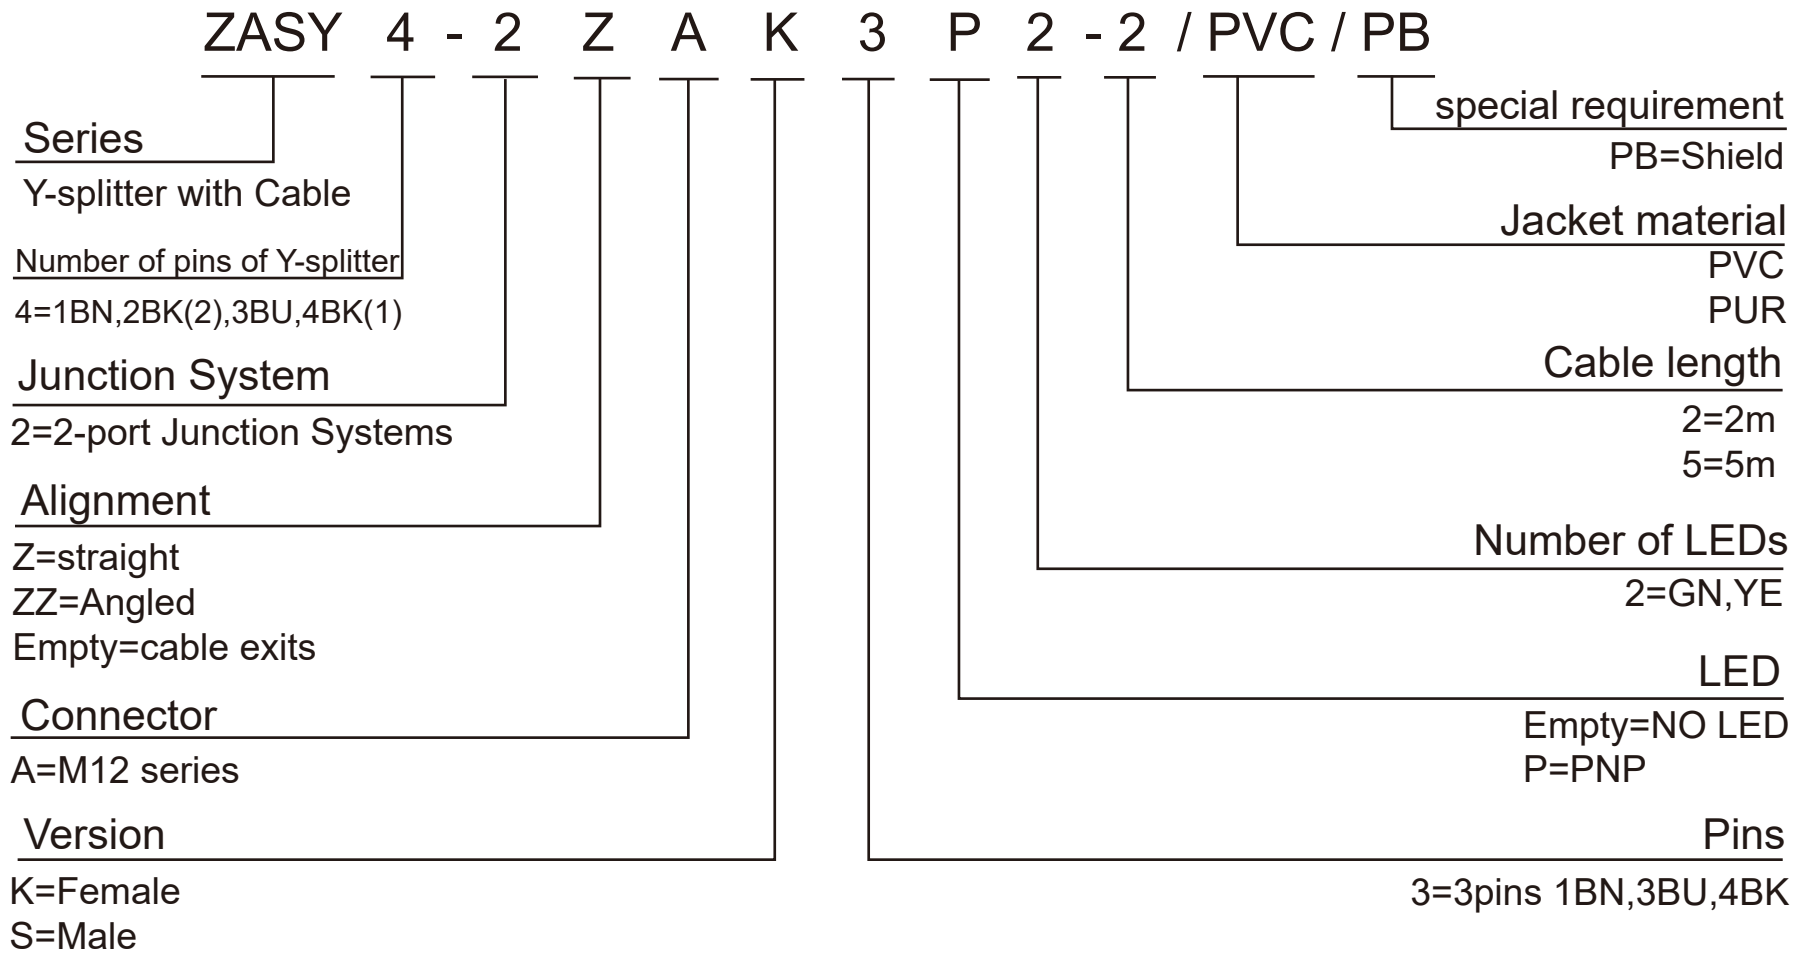 ZASY 4 - 2 Z A K 3 P 2 - 2 / PVC / PB
Series
Y-splitter with Cable
Number of pins of Y-splitter
4=1BN,2BK(2),3BU,4BK(1)
Junction System
2=2-port Junction Systems
Alignment
Z=straight
ZZ=Angled
Empty=cable exits
Connector
A=M12 series
Version
K=Female
S=Male
special requirement
PB=Shield
Jacket material
PVC
PUR
Cable length
2=2m
5=5m
Number of LEDs
2=GN,YE
LED
Empty=NO LED
P=PNP
Pins
3=3pins 1BN,3BU,4BK